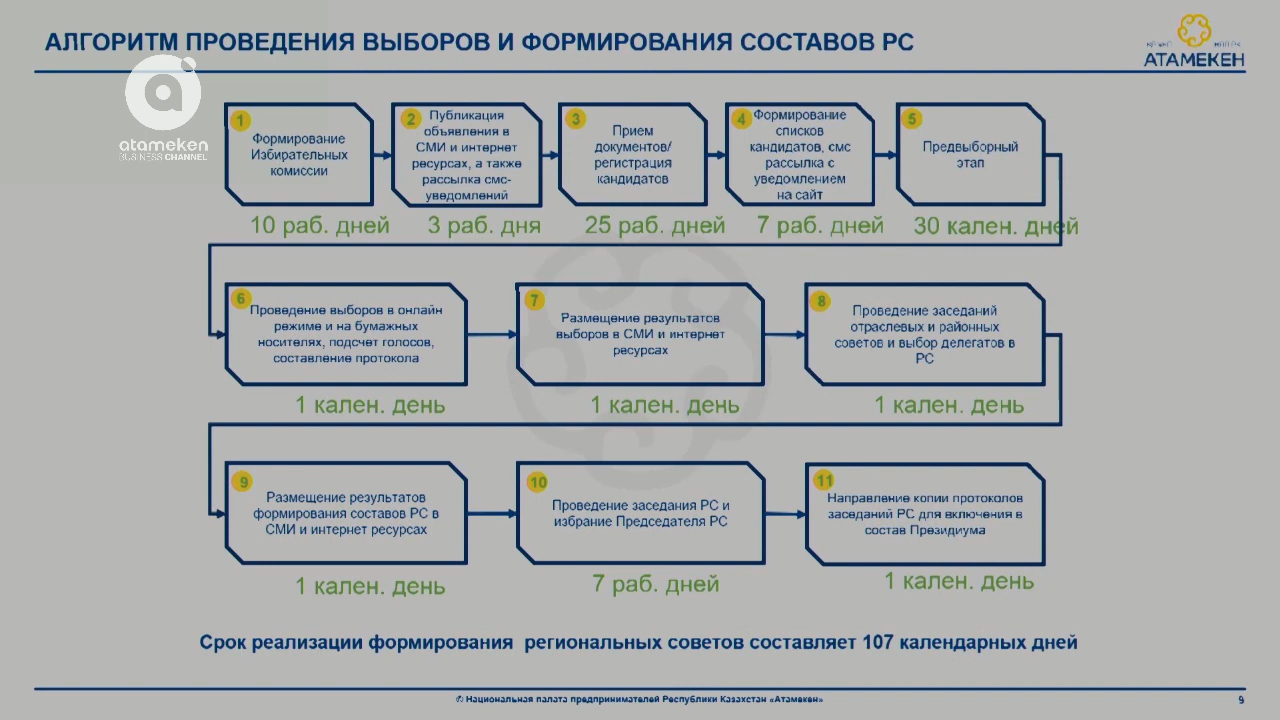 АЛГОРИТМ ПРОВЕДЕНИЯ ВЫБОРОВ И ФОРМИРОВАНИЯ СОСТАВОВ РС
АТАМЕКЕН
atameken
BUSINESS CHANNEL
1
Формирование
Избирательных
комиссии
10 раб. дней
2
Публикация
объявления в
СМИ и интернет
ресурсах, а также
рассылка смс-
уведомлений
3 раб. дня
3
Прием
документов/
регистрация
кандидатов
25 раб. дней
4
Формирование
списков
кандидатов, смс
рассылка с
уведомлением
на сайт
7 раб. дней
5
Предвыборный
этап
30 кален. дней
6
Проведение выборов в онлайн
режиме и на бумажных
носителях, подсчет голосов,
составление протокола
1 кален. день
7
Размещение результатов
выборов в СМИ и интернет
ресурсах
1 кален. день
8
Проведение заседаний
отраслевых и районных
советов и выбор делегатов в
РС
1 кален. день
9
Размещение результатов
формирования составов РС в
СМИ и интернет ресурсах
1 кален. день
10
Проведение заседания РС и
избрание Председателя РС
7 раб. дней
11
Направление копии протоколов
заседаний РС для включения в
состав Президиума
1 кален. день
Срок реализации формирования региональных советов составляет 107 календарных дней
© Национальная палата предпринимателей Республики Казахстан «Атамекен»
9